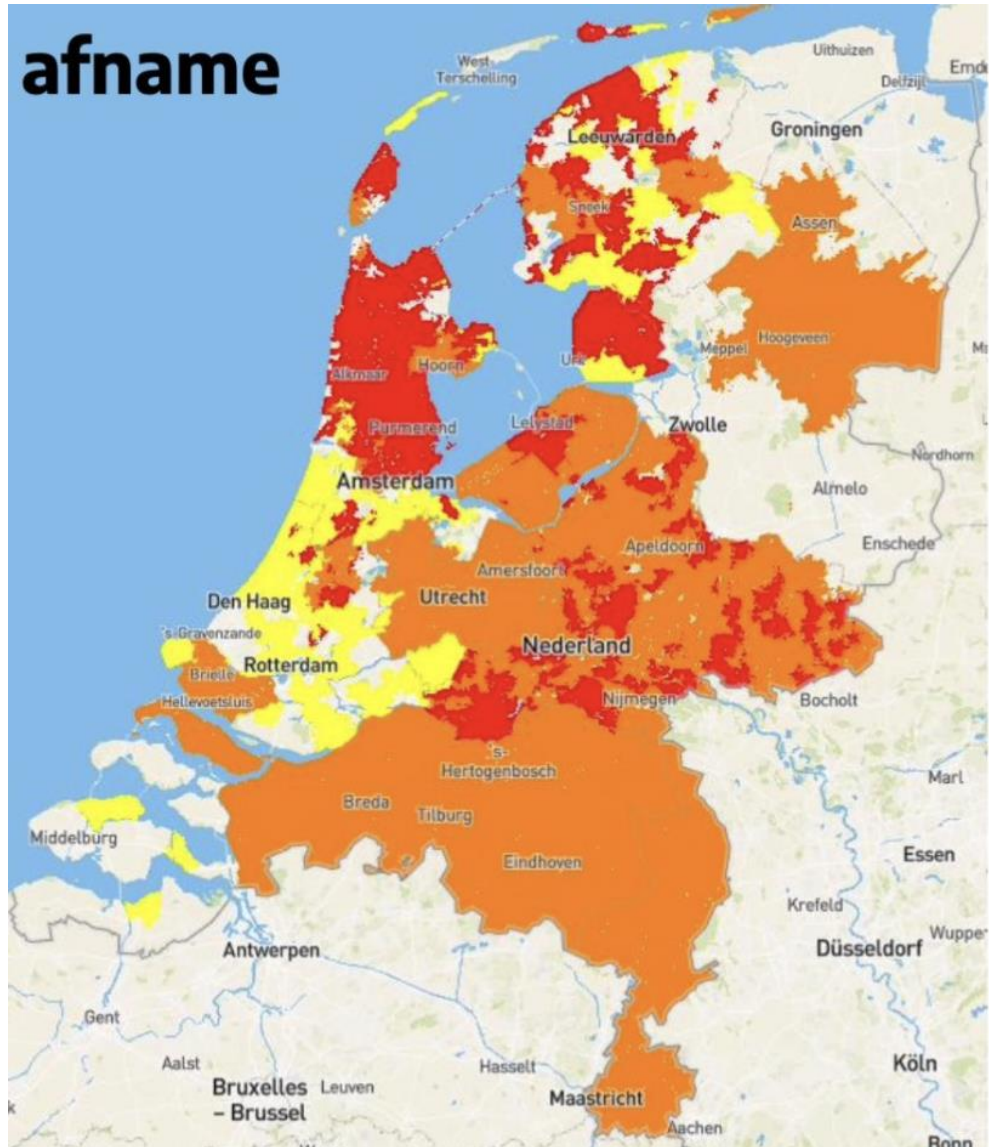 afname
West-
Terschelling
Uithuizen
Delfzijl
Leeuwarden
Groningen
Sneek
Assen
Meppel
Hoogeveen
Urk
Alkmaar
Hoorn
Purmerend
Lelystad
Zwolle
Nordhorn
Amsterdam
Almelo
Apeldoorn
Enschede
Amersfoort
Den Haag
Utrecht
's-Gravenzande
Nederland
Rotterdam
Brielle
Hellevoetsluis
Nijmegen
Bocholt
's-
Hertogenbosch
Marl
Breda
Tilburg
Middelburg
Eindhoven
Essen
Krefeld
Antwerpen
Düsseldorf
Wuppe
Gent
Aalst
Hasselt
Köln
Bruxelles
– Brussel
Leuven
Maastricht
Aachen
Bonn